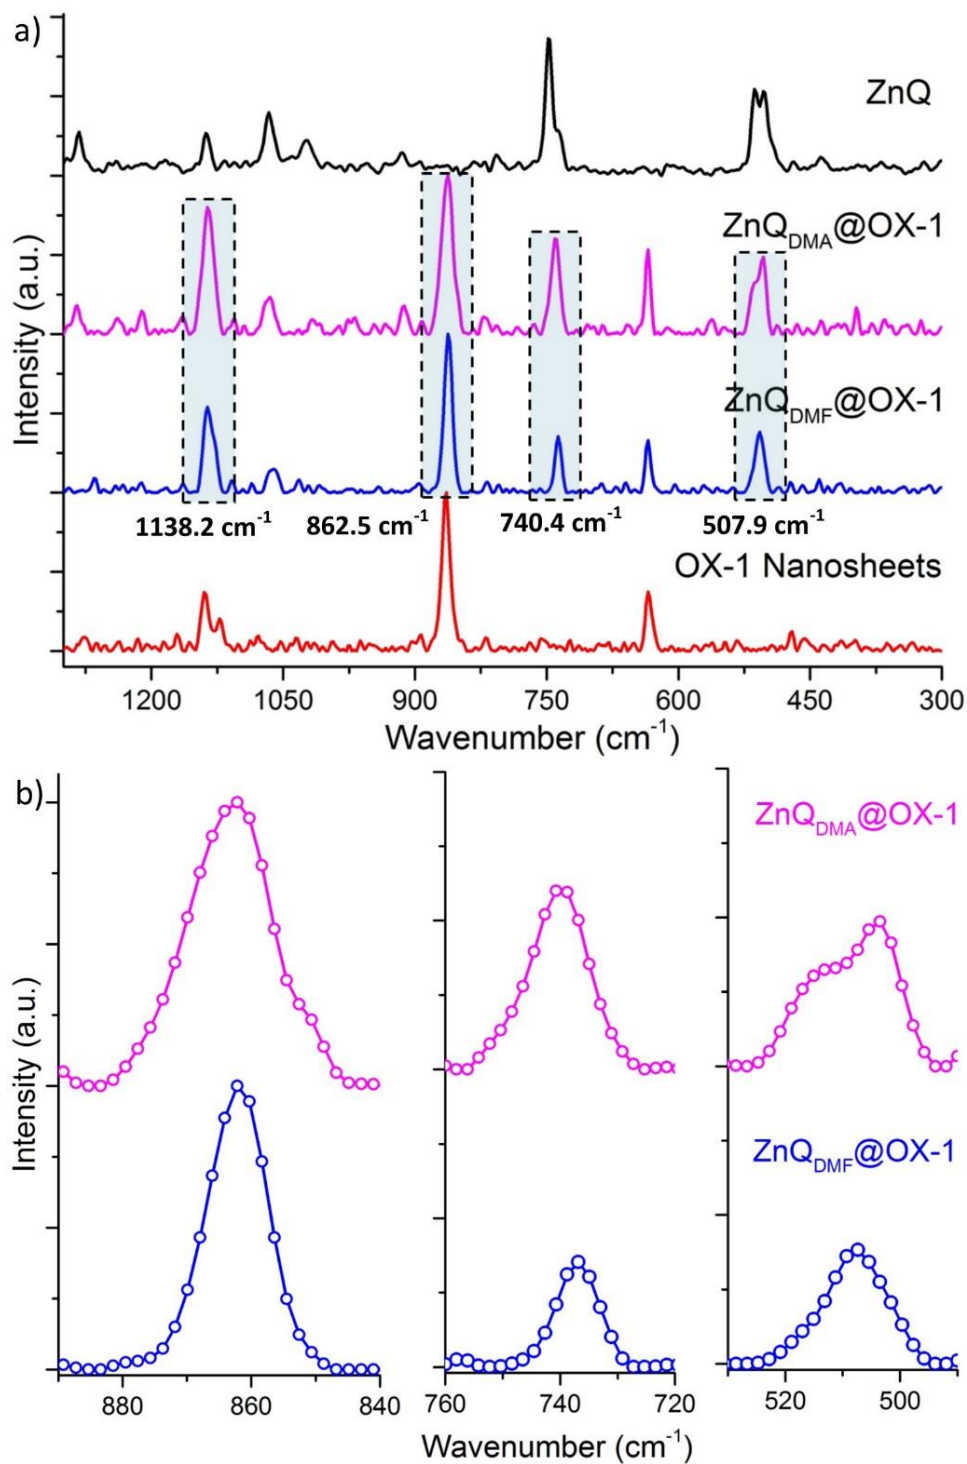 a)
ZnQ
ZnQDMA@OX-1
ZnQDMF@OX-1
1138.2 cm-1 862.5 cm-1 740.4 cm-1 507.9 cm-1
OX-1 Nanosheets
Intensity (a.u.)
1200 1050 900 750 600 450 300
Wavenumber (cm-1)
b)
ZnQDMA@OX-1
ZnQDMF@OX-1
Intensity (a.u.)
880 860 840 760 740 720 520 500
Wavenumber (cm-1)